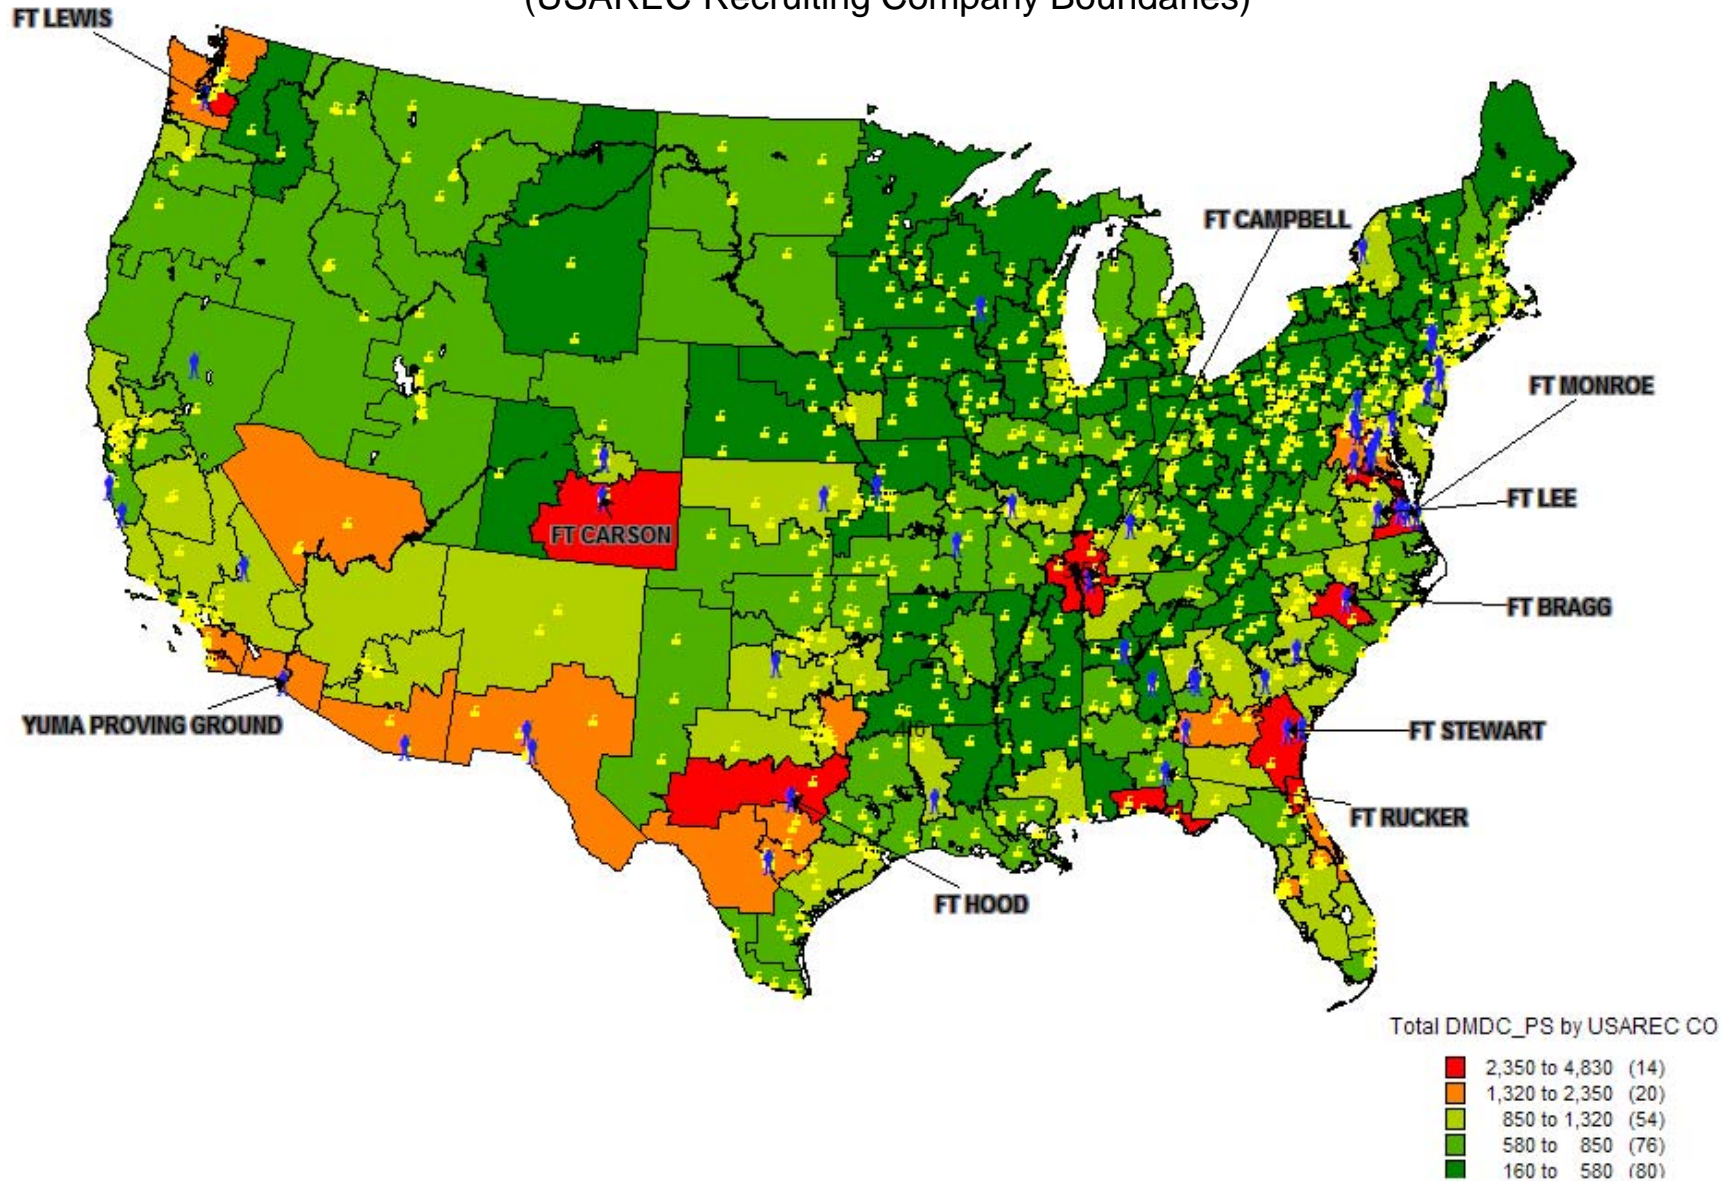 (USAREC Recruiting Company Boundaries)
FT LEWIS
FT CAMPBELL
FT MONROE
FT LEE
FT CARSON
FT BRAGG
YUMA PROVING GROUND
FT STEWART
FT RUCKER
FT HOOD
Total DMDC_PS by USAREC CO
2,350 to 4,830 (14)
1,320 to 2,350 (20)
850 to 1,320 (54)
580 to 850 (76)
160 to 580 (80)